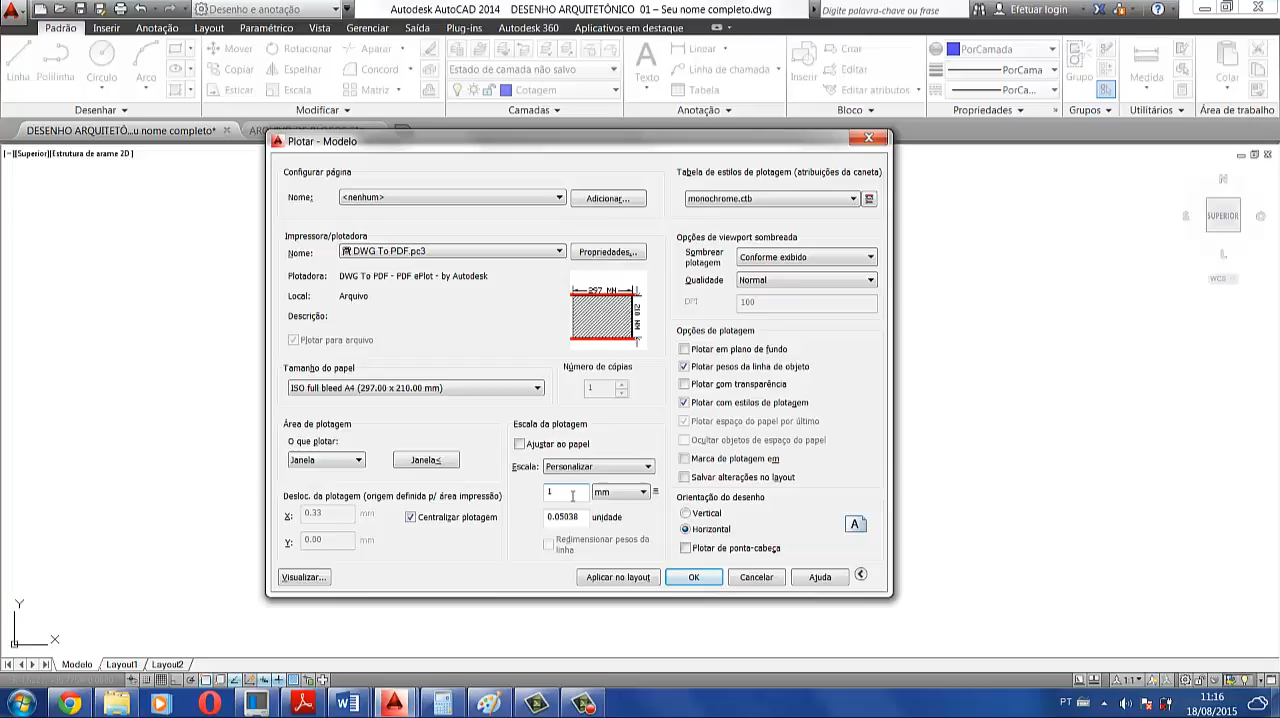 Desenho e anotação
Autodesk AutoCAD 2014 DESENHO ARQUITETÔNICO 01 – Seu nome completo.dwg
Digite palavra-chave ou frase
Efetuar login
Padrão Inserir Anotação Layout Paramétrico Vista Gerenciar Saída Plug-ins Autodesk 360 Aplicativos em destaque
Linha Polilinha Círculo Arco
Mover Rotacionar Aparar
Copiar Espelhar Concord
Esticar Escala Matriz
Estado de camada não salvo
Cotagem
Texto
Linear
Linha de chamada
Tabela
Inserir
Criar
Editar
Editar atributos
PorCamada
PorCama
PorCa...
Grupo
Medida
Colar
Desenhar Modificar Camadas Anotação Bloco Propriedades Grupos Utilitários Área de trabalho
DESENHO ARQUITETÔ...u nome completo*
[−][Superior][Estrutura de arame 2D]
SUPERIOR
L
WCS
Plotar - Modelo
Configurar página
Nome: <nenhum> Adicionar...
Impressora/plotadora
Nome: DWG To PDF.pc3 Propriedades...
Plotadora: DWG To PDF - PDF ePlot - by Autodesk
Local: Arquivo
Descrição:
Plotar para arquivo
297 MM
210 MM
Tamanho do papel
ISO full bleed A4 (297.00 x 210.00 mm)
Número de cópias
1
Área de plotagem
O que plotar:
Janela Janela<
Desloc. da plotagem (origem definida p/ área impressão)
X: 0.33 mm Centralizar plotagem
Y: 0.00 mm
Escala da plotagem
Ajustar ao papel
Escala: Personalizar
1 mm =
0.05038 unidade
Redimensionar pesos da
linha
Tabela de estilos de plotagem (atribuições da caneta)
monochrome.ctb
Opções de viewport sombreada
Sombrear
plotagem
Conforme exibido
Qualidade Normal
DPI 100
Opções de plotagem
Plotar em plano de fundo
Plotar pesos da linha de objeto
Plotar com transparência
Plotar com estilos de plotagem
Plotar espaço do papel por último
Ocultar objetos de espaço do papel
Marca de plotagem em
Salvar alterações no layout
Orientação do desenho
Vertical
Horizontal
Plotar de ponta-cabeça
A
Visualizar... Aplicar no layout OK Cancelar Ajuda
Y
X
Modelo Layout1 Layout2
1:1
PT
11:16
18/08/2015